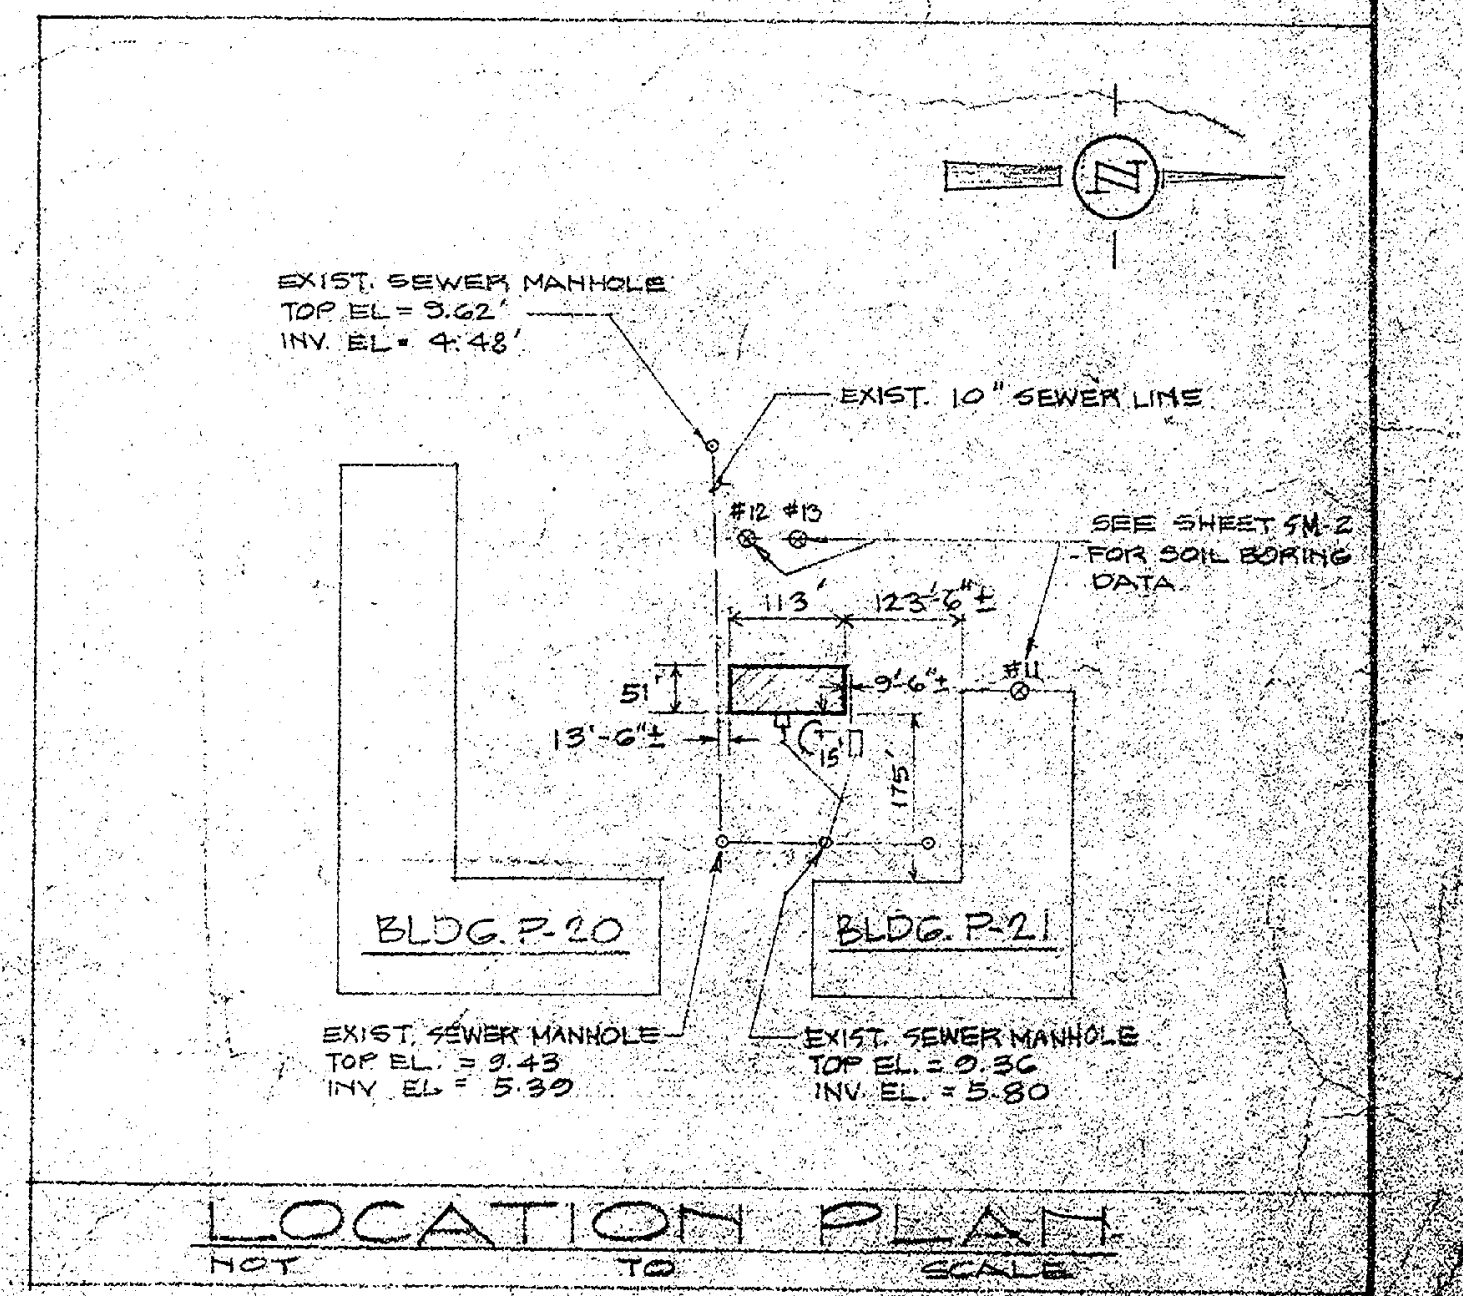 N
EXIST. SEWER MANHOLE
TOP EL = 9.62'
INV. EL = 4.48'
EXIST. 10" SEWER LINE
#12 #13
SEE SHEET SM-2
FOR SOIL BORING
DATA
113' 123'-6"±
#11
51'
9'-6"±
13'-6"±
15'
175'
BLDG. P-20
BLDG. P-21
EXIST. SEWER MANHOLE
TOP EL. = 9.43
INV EL = 5.39
EXIST. SEWER MANHOLE
TOP EL. = 9.36
INV. EL. = 5.80
LOCATION PLAN
NOT TO SCALE